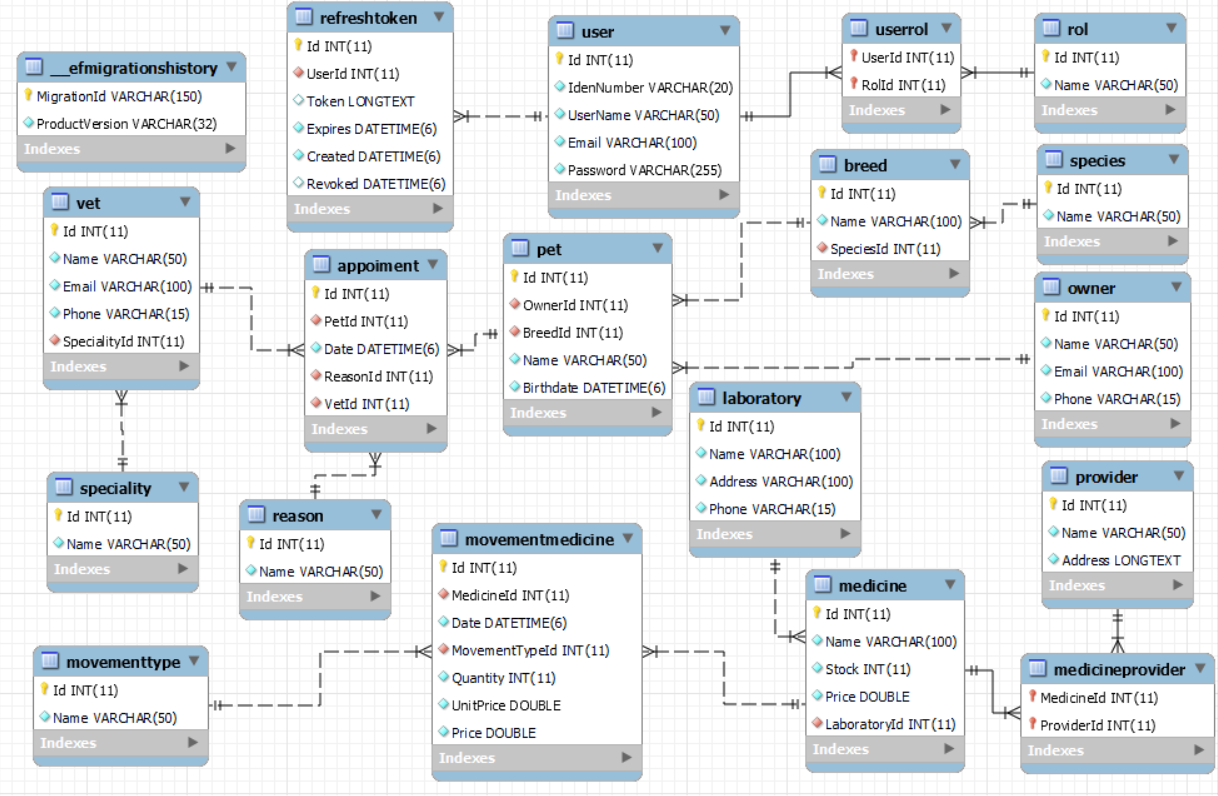 __efmigrationshistory
MigrationId VARCHAR(150)
ProductVersion VARCHAR(32)
Indexes
refreshtoken
Id INT(11)
UserId INT(11)
Token LONGTEXT
Expires DATETIME(6)
Created DATETIME(6)
Revoked DATETIME(6)
Indexes
user
Id INT(11)
IdenNumber VARCHAR(20)
UserName VARCHAR(50)
Email VARCHAR(100)
Password VARCHAR(255)
Indexes
userrol
UserId INT(11)
RolId INT(11)
Indexes
rol
Id INT(11)
Name VARCHAR(50)
Indexes
vet
Id INT(11)
Name VARCHAR(50)
Email VARCHAR(100)
Phone VARCHAR(15)
SpecialityId INT(11)
Indexes
appoiment
Id INT(11)
PetId INT(11)
Date DATETIME(6)
ReasonId INT(11)
VetId INT(11)
Indexes
pet
Id INT(11)
OwnerId INT(11)
BreedId INT(11)
Name VARCHAR(50)
Birthdate DATETIME(6)
Indexes
breed
Id INT(11)
Name VARCHAR(100)
SpeciesId INT(11)
Indexes
species
Id INT(11)
Name VARCHAR(50)
Indexes
owner
Id INT(11)
Name VARCHAR(50)
Email VARCHAR(100)
Phone VARCHAR(15)
Indexes
laboratory
Id INT(11)
Name VARCHAR(100)
Address VARCHAR(100)
Phone VARCHAR(15)
Indexes
provider
Id INT(11)
Name VARCHAR(50)
Address LONGTEXT
Indexes
speciality
Id INT(11)
Name VARCHAR(50)
Indexes
reason
Id INT(11)
Name VARCHAR(50)
Indexes
movementmedicine
Id INT(11)
MedicineId INT(11)
Date DATETIME(6)
MovementTypeId INT(11)
Quantity INT(11)
UnitPrice DOUBLE
Price DOUBLE
Indexes
medicine
Id INT(11)
Name VARCHAR(100)
Stock INT(11)
Price DOUBLE
LaboratoryId INT(11)
Indexes
movementtype
Id INT(11)
Name VARCHAR(50)
Indexes
medicineprovider
MedicineId INT(11)
ProviderId INT(11)
Indexes